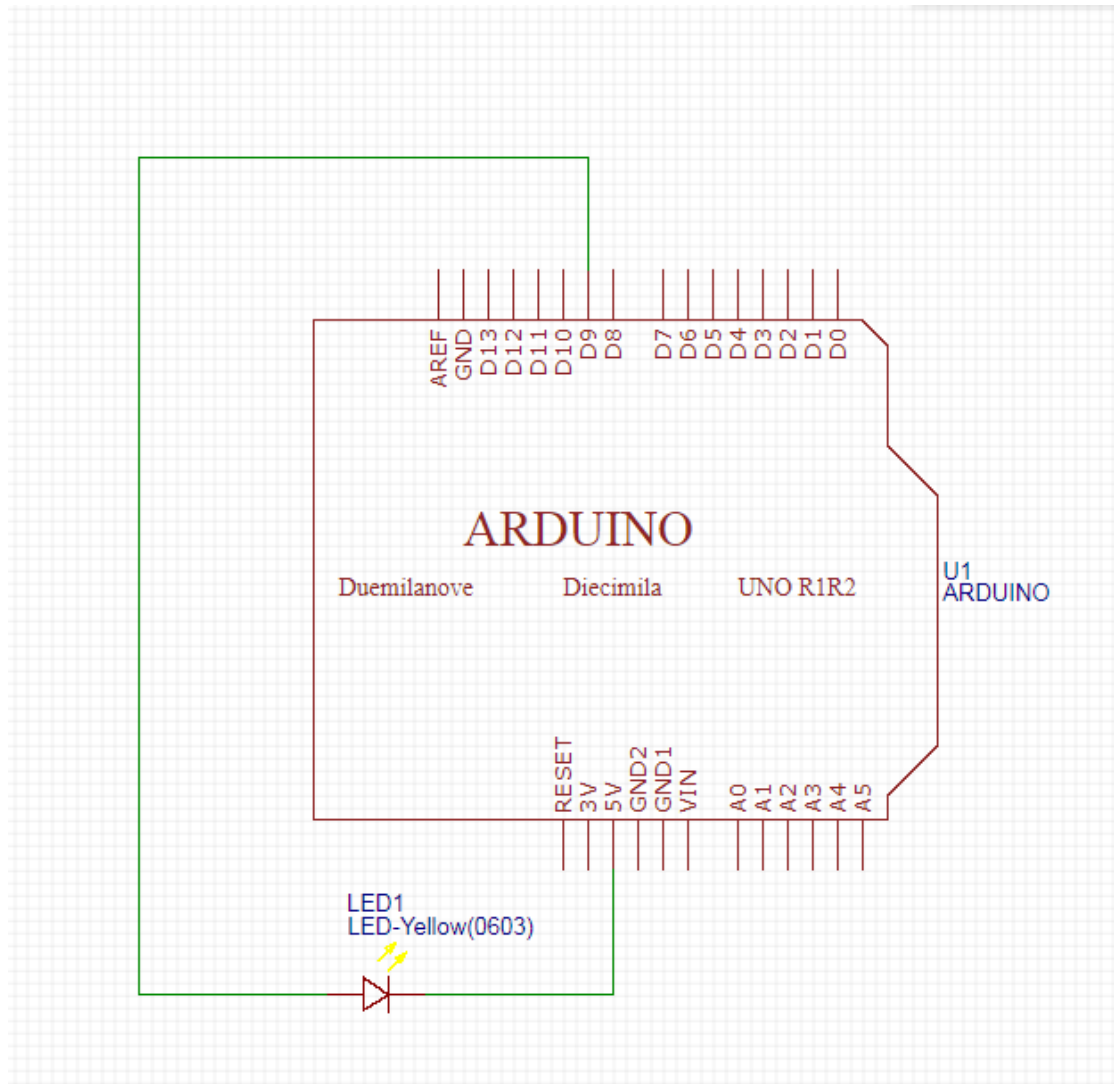 AREF
GND
D13
D12
D11
D10
D9
D8
D7
D6
D5
D4
D3
D2
D1
D0
ARDUINO
Duemilanove Diecimila UNO R1R2
U1
ARDUINO
RESET
3V
5V
GND2
GND1
VIN
A0
A1
A2
A3
A4
A5
LED1
LED-Yellow(0603)